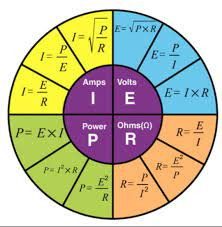 I = √(P/R)
E = √P × R
I = P/E
E = P/I
I = E/R
E = I × R
Amps
I
Volts
E
Power
P
Ohms(Ω)
R
P = E × I
R = E/I
P = I² × R
R = E²/P
P = E²/R
R = P/I²